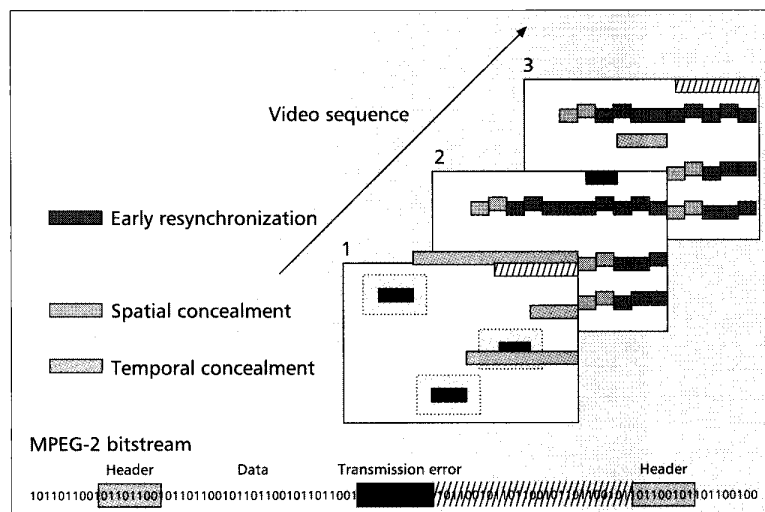 3
Video sequence
2
Early resynchronization
1
Spatial concealment
Temporal concealment
MPEG-2 bitstream
Header Data Transmission error Header